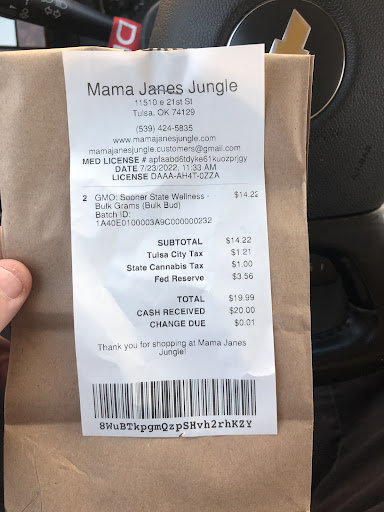 Mama Janes Jungle
11510 e 21st St
Tulsa, OK 74129
(539) 424-5835
www.mamajanesjungle.com
mamajanesjungle.customers@gmail.com
MED LICENSE # apfaabd6tdyke61kuozprjgy
DATE 7/23/2022, 11:33 AM
LICENSE DAAA-AH4T-0ZZA
2 GMO: Sooner State Wellness - $14.22
Bulk Grams (Bulk Bud)
Batch ID:
1A40E0100003A9C000000232
SUBTOTAL $14.22
Tulsa City Tax $1.21
State Cannabis Tax $1.00
Fed Reserve $3.56
TOTAL $19.99
CASH RECEIVED $20.00
CHANGE DUE $0.01
Thank you for shopping at Mama Janes
Jungle!
8WuBTkpgmQzpSHvh2rhKZY